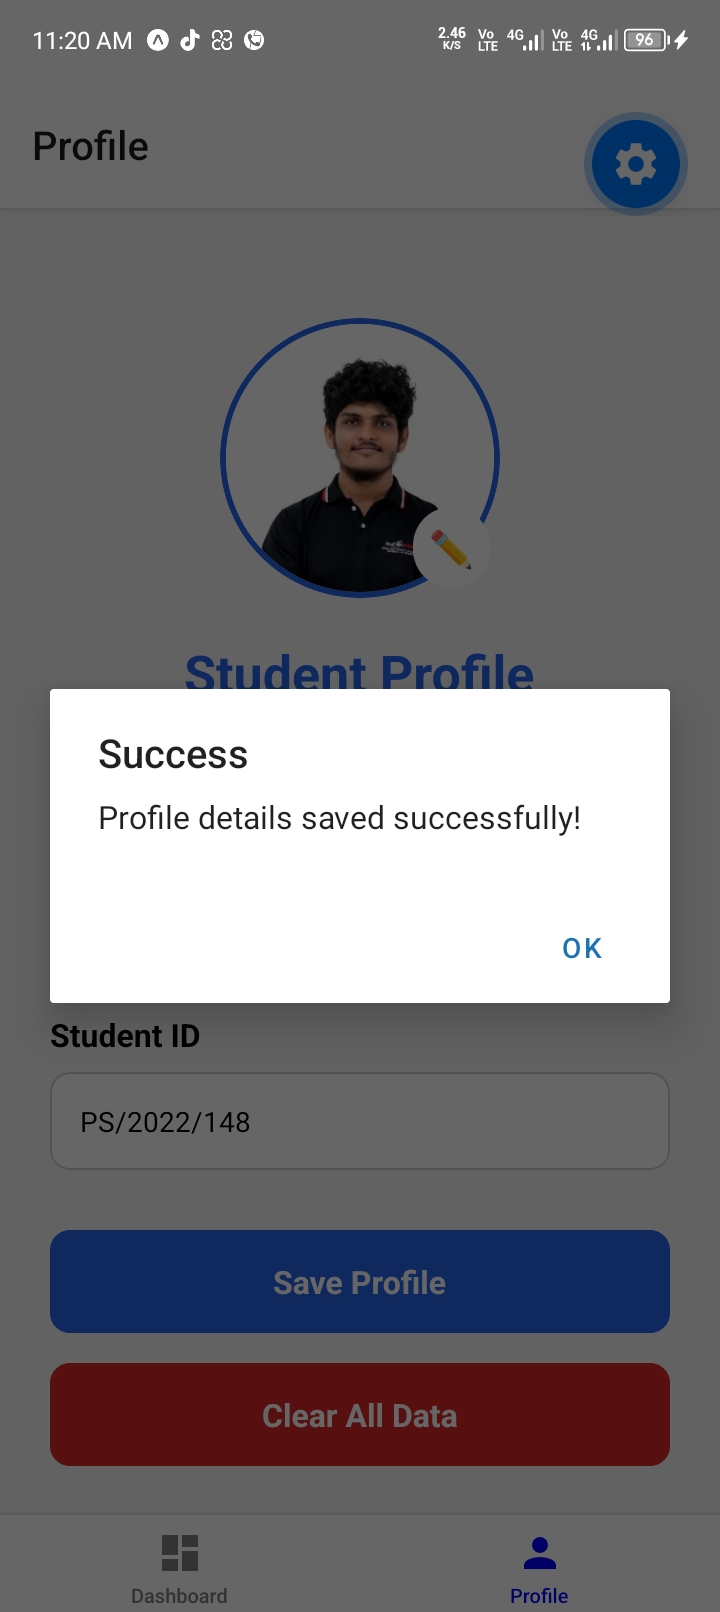 11:20 AM
2.46 K/S Vo LTE 4G Vo LTE 4G 96
Profile
Student Profile
Success
Profile details saved successfully!
OK
Student ID
PS/2022/148
Save Profile
Clear All Data
Dashboard
Profile